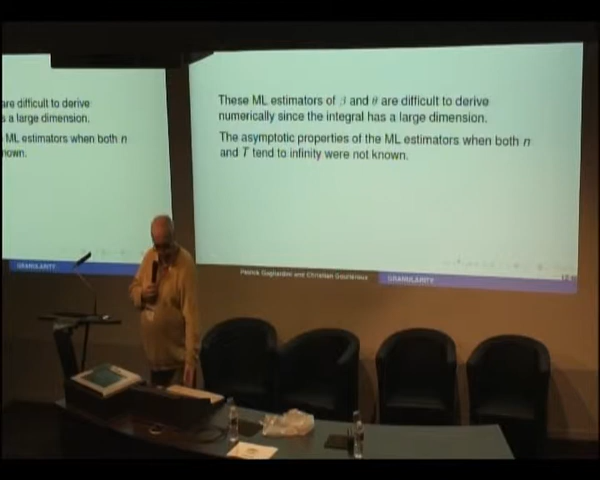 are difficult to derive
s a large dimension.
ML estimators when both n
nown.
GRANULARITY
These ML estimators of β and θ are difficult to derive
numerically since the integral has a large dimension.
The asymptotic properties of the ML estimators when both n
and T tend to infinity were not known.
Patrick Gagliardini and Christian Gouriéroux
GRANULARITY